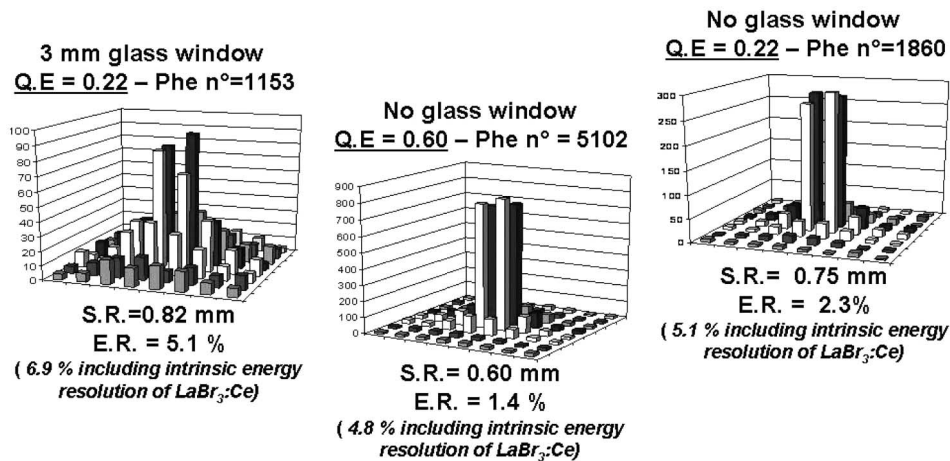 3 mm glass window
Q.E = 0.22 – Phe n°=1153
100
90
80
70
60
50
40
30
20
10
0
S.R.=0.82 mm
E.R. = 5.1 %
( 6.9 % including intrinsic energy
resolution of LaBr3:Ce)
No glass window
Q.E = 0.60 – Phe n° = 5102
900
800
700
600
500
400
300
200
100
0
S.R.= 0.60 mm
E.R. = 1.4 %
( 4.8 % including intrinsic energy
resolution of LaBr3:Ce)
No glass window
Q.E = 0.22 – Phe n°=1860
300
250
200
150
100
50
0
S.R.= 0.75 mm
E.R. = 2.3%
( 5.1 % including intrinsic energy
resolution of LaBr3:Ce)